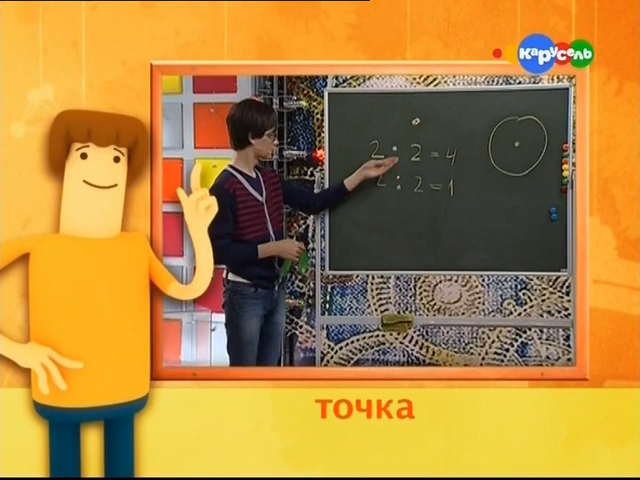 Карусель
2 · 2 = 4
2 : 2 = 1
точка